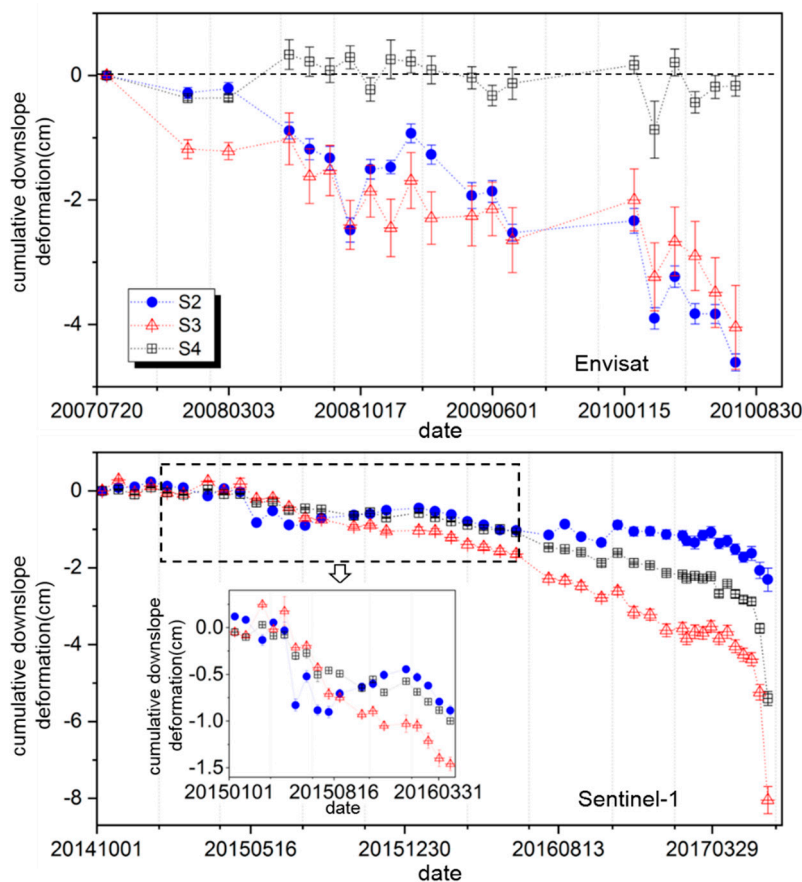 cumulative downslope
deformation(cm)
0
-2
-4
S2
S3
S4
Envisat
20070720 20080303 20081017 20090601 20100115 20100830
date
cumulative downslope
deformation(cm)
0
-2
-4
-6
-8
cumulative downslope
deformation(cm)
0.0
-0.5
-1.0
-1.5
20150101 20150816 20160331
date
Sentinel-1
20141001 20150516 20151230 20160813 20170329
date